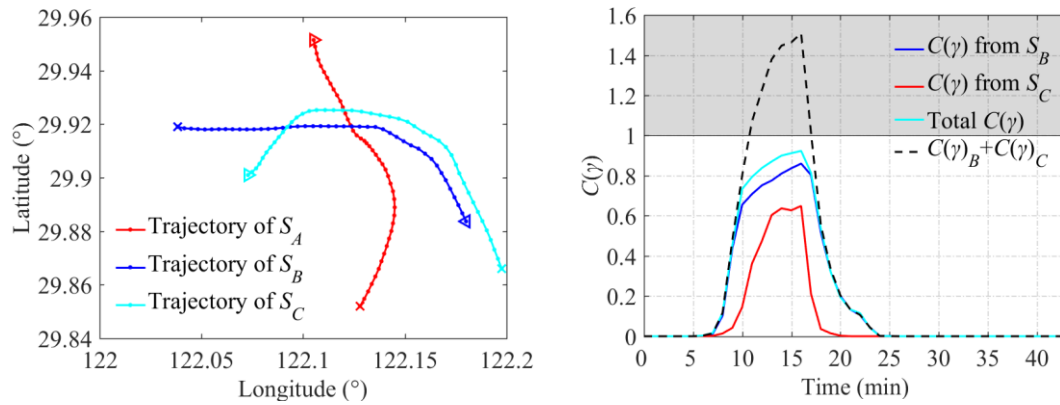 29.96
29.94
29.92
29.9
29.88
29.86
29.84
Latitude (°)
Trajectory of S_A
Trajectory of S_B
Trajectory of S_C
122 122.05 122.1 122.15 122.2
Longitude (°)
1.6
1.4
1.2
1
0.8
0.6
0.4
0.2
0
C(γ)
C(γ) from S_B
C(γ) from S_C
Total C(γ)
C(γ)_B+C(γ)_C
0 5 10 15 20 25 30 35 40
Time (min)